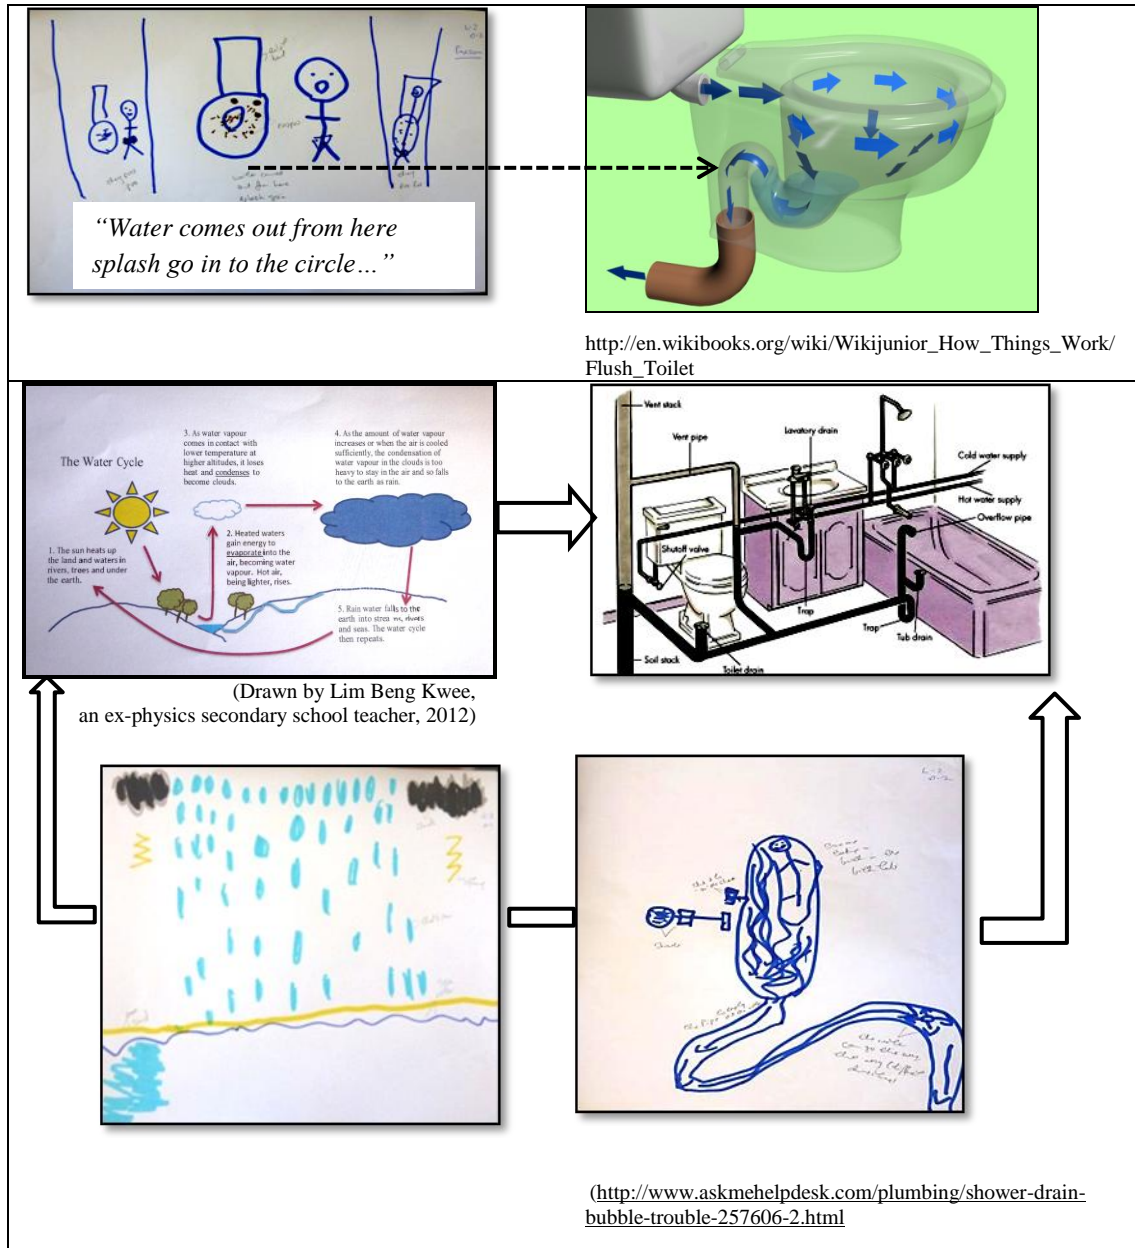 “Water comes out from here
splash go in to the circle…”
http://en.wikibooks.org/wiki/Wikijunior_How_Things_Work/
Flush_Toilet
The Water Cycle
3. As water vapour
comes in contact with
lower temperature at
higher altitudes, it loses
heat and condenses to
become clouds.
4. As the amount of water vapour
increases or when the air is cooled
sufficiently, the condensation of
water vapour in the clouds is too
heavy to stay in the air and so falls
to the earth as rain.
1. The sun heats up
the land and waters in
rivers, trees and under
the earth.
2. Heated waters
gain energy to
evaporate into the
air, becoming water
vapour. Hot air,
being lighter, rises.
5. Rain water falls to the
earth into streams, rivers
and seas. The water cycle
then repeats.
Vent stack
Vent pipe
Lavatory drain
Cold water supply
Hot water supply
Overflow pipe
Shutoff valve
Trap
Trap
Tub drain
Toilet drain
Soil stack
(Drawn by Lim Beng Kwee,
an ex-physics secondary school teacher, 2012)
(http://www.askmehelpdesk.com/plumbing/shower-drain-
bubble-trouble-257606-2.html